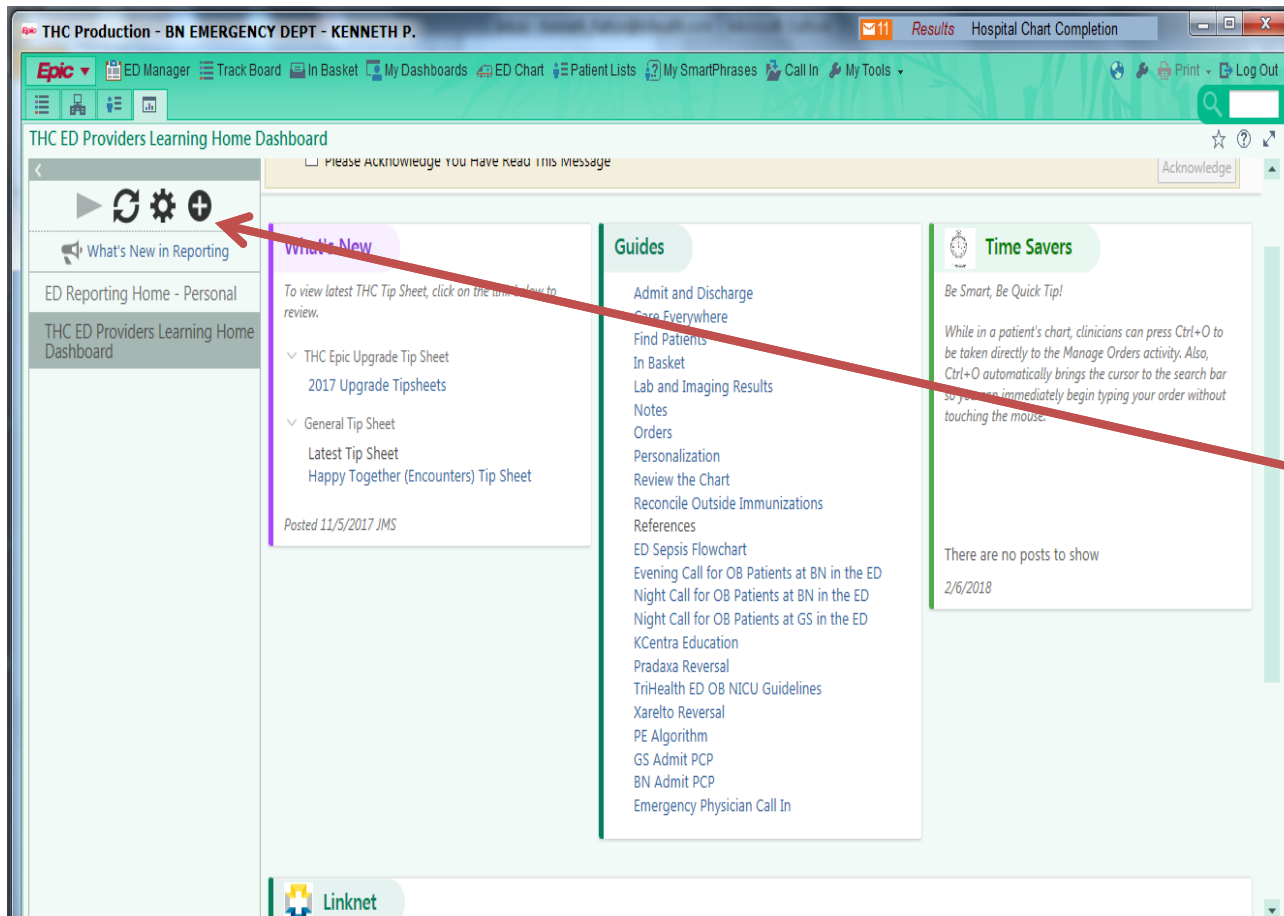 Epic THC Production - BN EMERGENCY DEPT - KENNETH P.
11 Results Hospital Chart Completion
Epic ED Manager Track Board In Basket My Dashboards ED Chart Patient Lists My SmartPhrases Call In My Tools Print Log Out
THC ED Providers Learning Home Dashboard
Please Acknowledge You Have Read This Message
Acknowledge
What's New in Reporting
ED Reporting Home - Personal
THC ED Providers Learning Home
Dashboard
What's New
To view latest THC Tip Sheet, click on the link below to
review.
THC Epic Upgrade Tip Sheet
2017 Upgrade Tipsheets
General Tip Sheet
Latest Tip Sheet
Happy Together (Encounters) Tip Sheet
Posted 11/5/2017 JMS
Guides
Admit and Discharge
Care Everywhere
Find Patients
In Basket
Lab and Imaging Results
Notes
Orders
Personalization
Review the Chart
Reconcile Outside Immunizations
References
ED Sepsis Flowchart
Evening Call for OB Patients at BN in the ED
Night Call for OB Patients at BN in the ED
Night Call for OB Patients at GS in the ED
KCentra Education
Pradaxa Reversal
TriHealth ED OB NICU Guidelines
Xarelto Reversal
PE Algorithm
GS Admit PCP
BN Admit PCP
Emergency Physician Call In
Time Savers
Be Smart, Be Quick Tip!
While in a patient's chart, clinicians can press Ctrl+O to
be taken directly to the Manage Orders activity. Also,
Ctrl+O automatically brings the cursor to the search bar
so you can immediately begin typing your order without
touching the mouse.
There are no posts to show
2/6/2018
Linknet